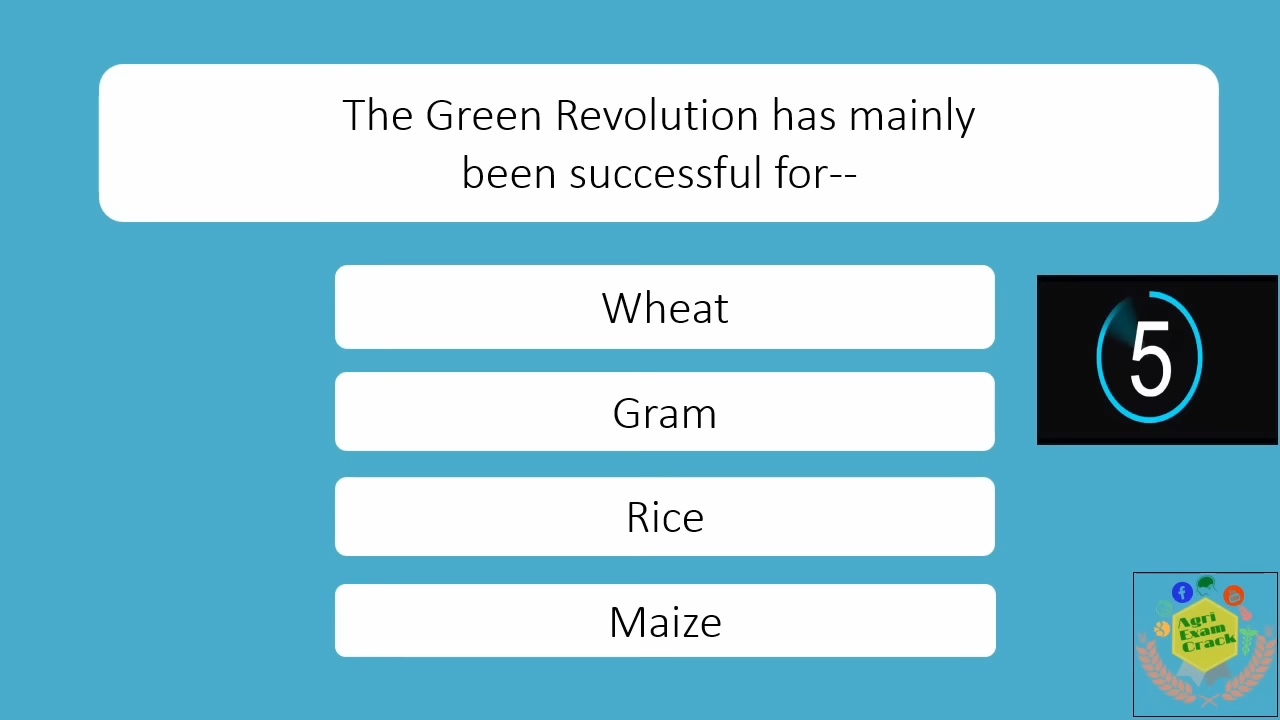 The Green Revolution has mainly
been successful for--
Wheat
Gram
5
Rice
Maize
Agri
Exam
Crack